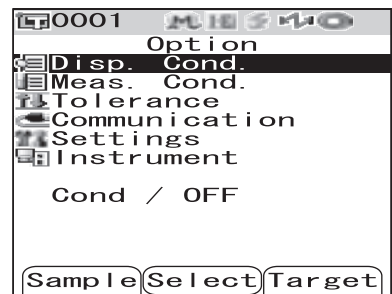 0001
Option
Disp. Cond.
Meas. Cond.
Tolerance
Communication
Settings
Instrument
Cond / OFF
Sample Select Target